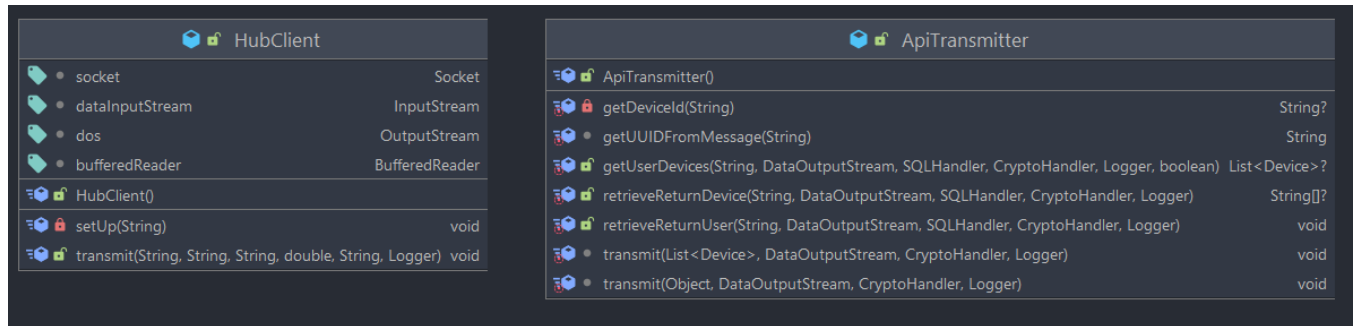 HubClient
socket Socket
dataInputStream InputStream
dos OutputStream
bufferedReader BufferedReader
HubClient()
setUp(String) void
transmit(String, String, String, double, String, Logger) void
ApiTransmitter
ApiTransmitter()
getDeviceId(String) String?
getUUIDFromMessage(String) String
getUserDevices(String, DataOutputStream, SQLHandler, CryptoHandler, Logger, boolean) List<Device>?
retrieveReturnDevice(String, DataOutputStream, SQLHandler, CryptoHandler, Logger) String[]?
retrieveReturnUser(String, DataOutputStream, SQLHandler, CryptoHandler, Logger) void
transmit(List<Device>, DataOutputStream, CryptoHandler, Logger) void
transmit(Object, DataOutputStream, CryptoHandler, Logger) void